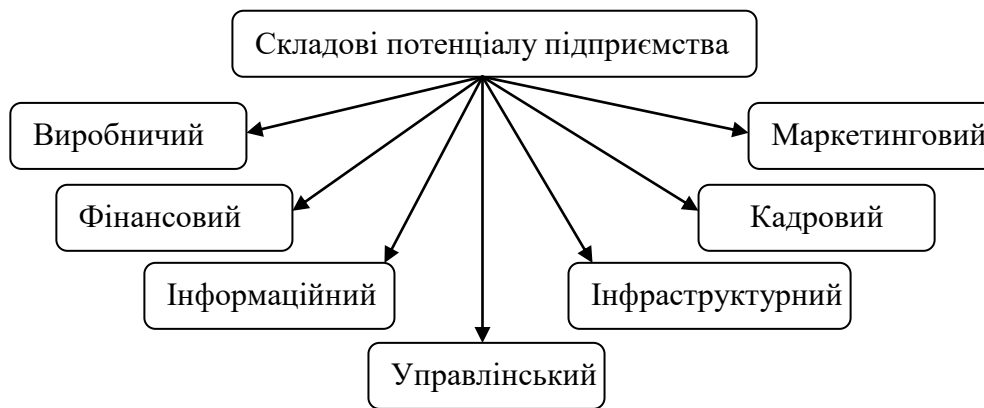 Складові потенціалу підприємства
Виробничий
Маркетинговий
Фінансовий
Кадровий
Інформаційний
Інфраструктурний
Управлінський